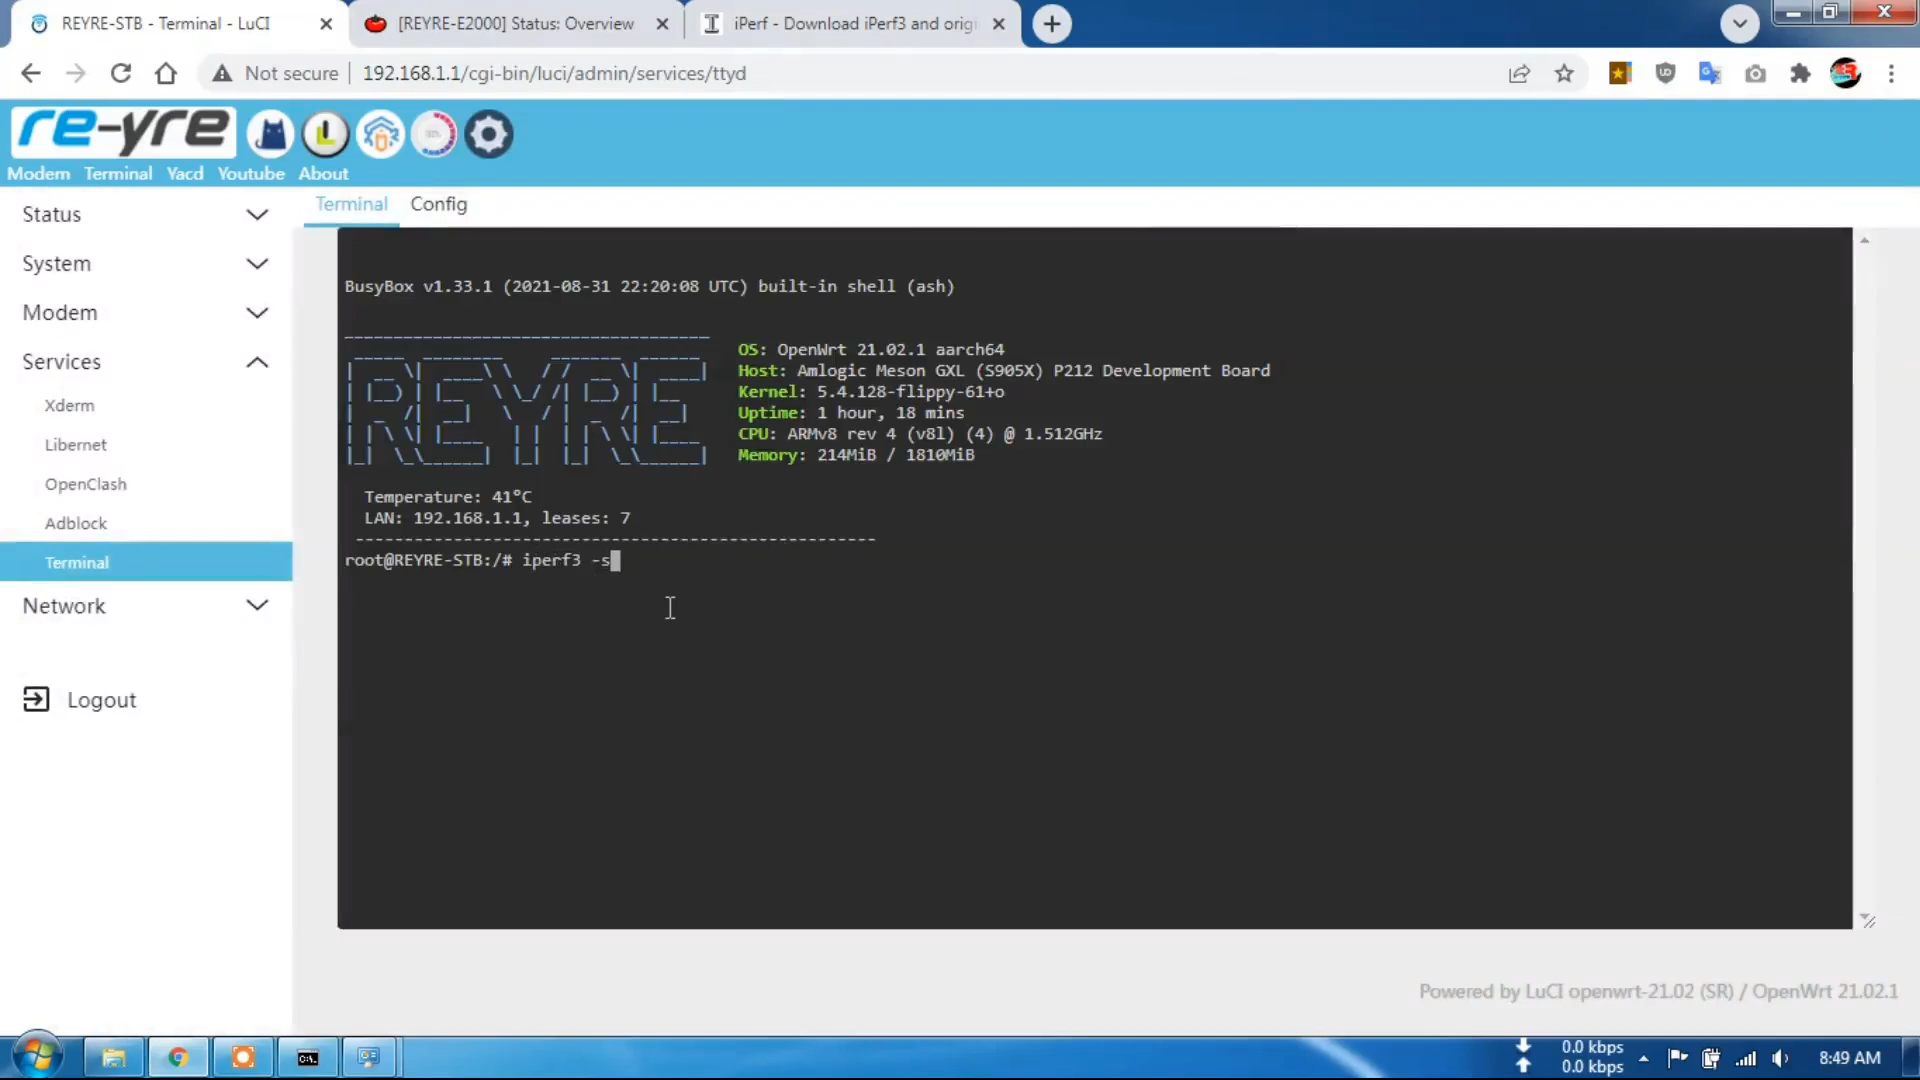 REYRE-STB - Terminal - LuCI
[REYRE-E2000] Status: Overview
iPerf - Download iPerf3 and orig
Not secure
192.168.1.1/cgi-bin/luci/admin/services/ttyd
re-yre
Modem Terminal Yacd Youtube About
Status
System
Modem
Services
Xderm
Libernet
OpenClash
Adblock
Terminal
Network
Logout
Terminal Config
BusyBox v1.33.1 (2021-08-31 22:20:08 UTC) built-in shell (ash)
REYRE
OS: OpenWrt 21.02.1 aarch64
Host: Amlogic Meson GXL (S905X) P212 Development Board
Kernel: 5.4.128-flippy-61+o
Uptime: 1 hour, 18 mins
CPU: ARMv8 rev 4 (v8l) (4) @ 1.512GHz
Memory: 214MiB / 1810MiB
Temperature: 41°C
LAN: 192.168.1.1, leases: 7
-----------------------------------------------------
root@REYRE-STB:/# iperf3 -s
Powered by LuCI openwrt-21.02 (SR) / OpenWrt 21.02.1
0.0 kbps
0.0 kbps
8:49 AM